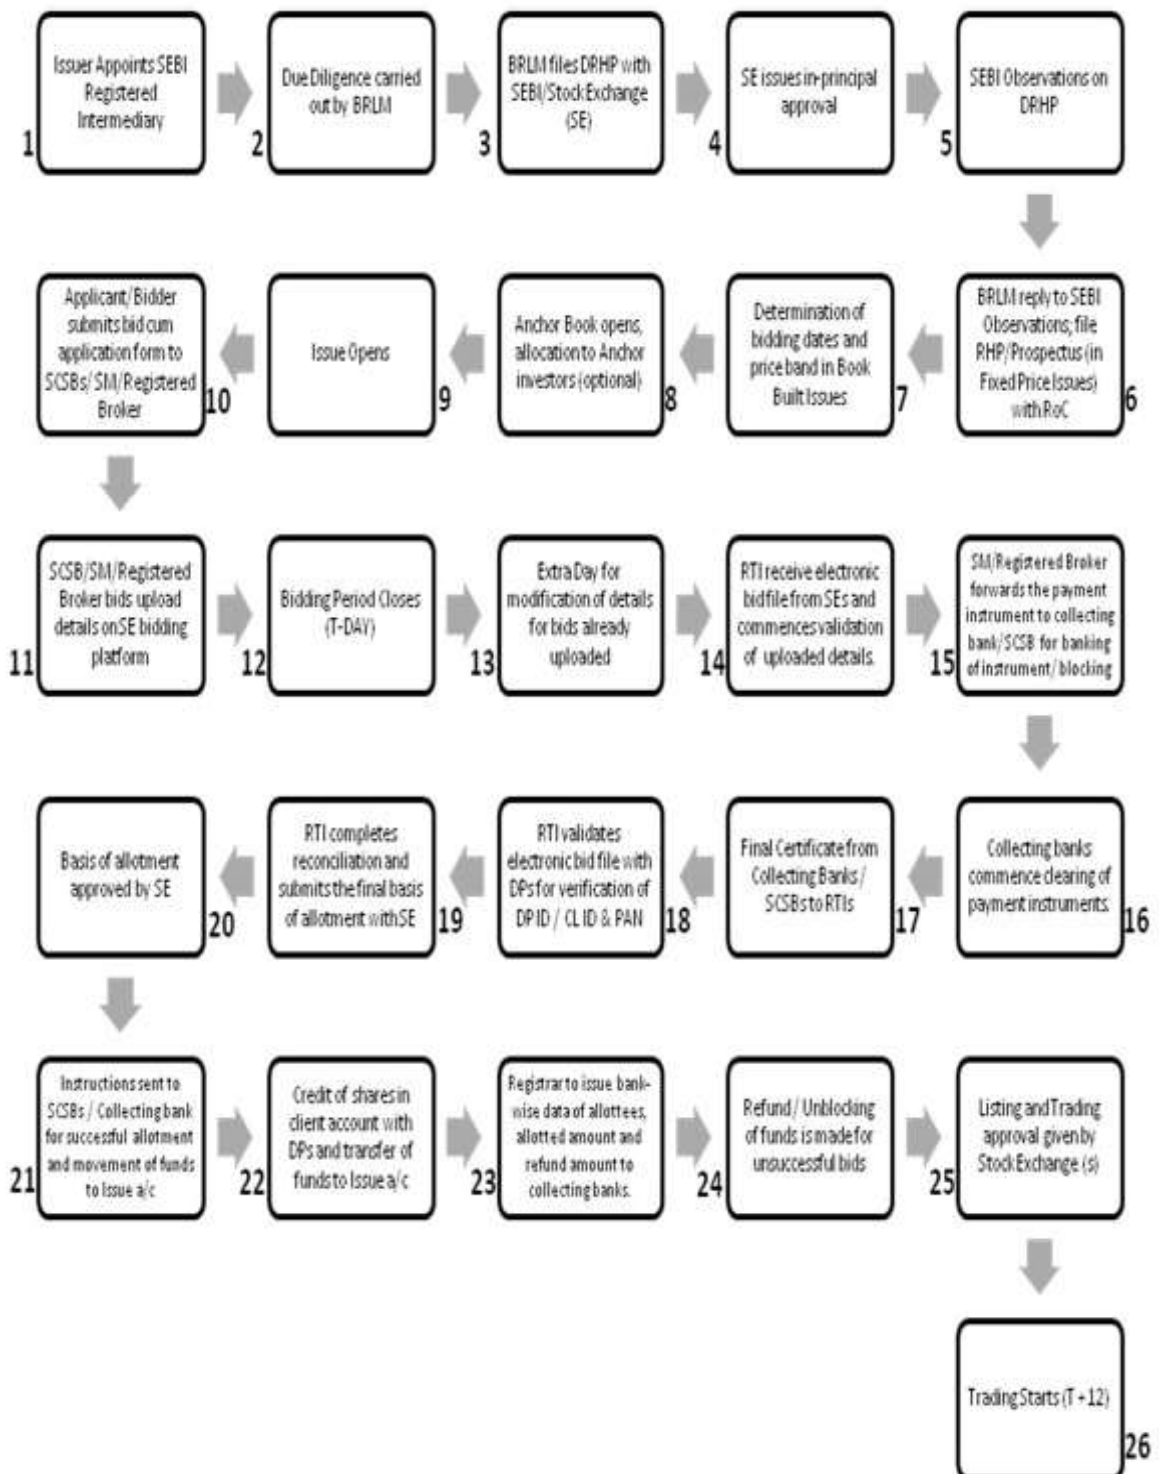 Issuer Appoints SEBI
Registered
Intermediary
1
Due Diligence carried
out by BRLM
2
BRLM files DRHP with
SEBI/Stock Exchange
(SE)
3
SE issues in-principal
approval
4
SEBI Observations on
DRHP
5
BRLM reply to SEBI
Observations; file
RHP/Prospectus (in
Fixed Price Issues)
with RoC
6
Determination of
bidding dates and
price band in Book
Built Issues
7
Anchor Book opens,
allocation to Anchor
investors (optional)
8
Issue Opens
9
Applicant/Bidder
submits bid cum
application form to
SCSBs/ SM/Registered
Broker
10
SCSB/SM/Registered
Broker bids upload
details on SE bidding
platform
11
Bidding Period Closes
(T-DAY)
12
Extra Day for
modification of details
for bids already
uploaded
13
RTI receive electronic
bid file from SEs and
commences validation
of uploaded details.
14
SM/Registered Broker
forwards the payment
instrument to collecting
bank/SCSB for banking
of instrument/ blocking
15
Collecting banks
commence clearing of
payment instruments.
16
Final Certificate from
Collecting Banks /
SCSBs to RTIs
17
RTI validates
electronic bid file with
DPs for verification of
DP ID / CL ID & PAN
18
RTI completes
reconciliation and
submits the final basis
of allotment with SE
19
Basis of allotment
approved by SE
20
Instructions sent to
SCSBs / Collecting bank
for successful allotment
and movement of funds
to Issue a/c
21
Credit of shares in
client account with
DPs and transfer of
funds to Issue a/c
22
Registrar to issue bank-
wise data of allottees,
allotted amount and
refund amount to
collecting banks.
23
Refund / Unblocking
of funds is made for
unsuccessful bids
24
Listing and Trading
approval given by
Stock Exchange (s)
25
Trading Starts (T + 12)
26